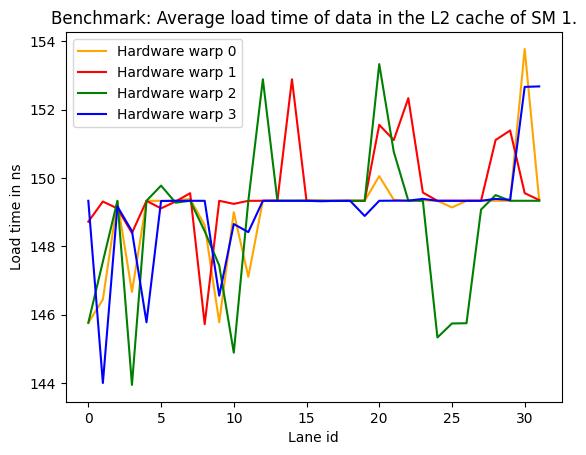 Benchmark: Average load time of data in the L2 cache of SM 1.
154
152
150
148
146
144
Load time in ns
Hardware warp 0
Hardware warp 1
Hardware warp 2
Hardware warp 3
0 5 10 15 20 25 30
Lane id